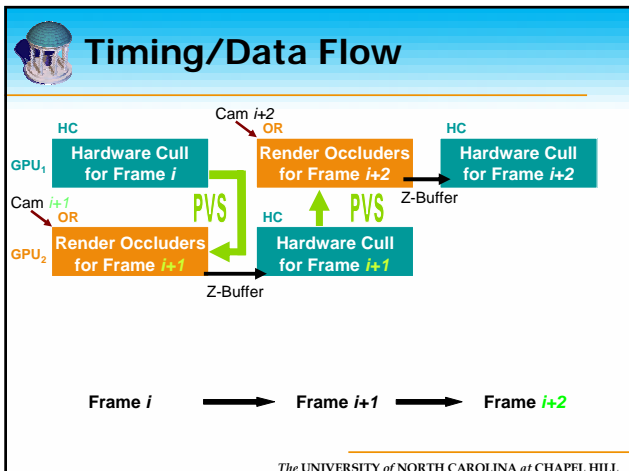 Timing/Data Flow
Cam i+2
HC
OR
HC
GPU1
Hardware Cull
for Frame i
Render Occluders
for Frame i+2
Hardware Cull
for Frame i+2
Z-Buffer
Cam i+1
OR
PVS
HC
PVS
GPU2
Render Occluders
for Frame i+1
Hardware Cull
for Frame i+1
Z-Buffer
Frame i
Frame i+1
Frame i+2
The UNIVERSITY of NORTH CAROLINA at CHAPEL HILL